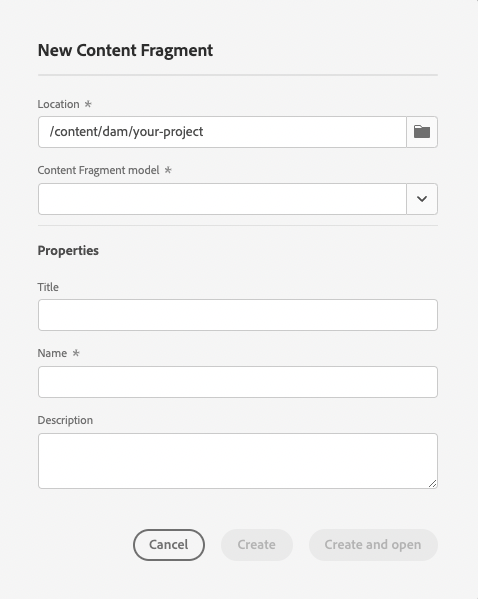 New Content Fragment
Location *
/content/dam/your-project
Content Fragment model *
Properties
Title
Name *
Description
Cancel Create Create and open